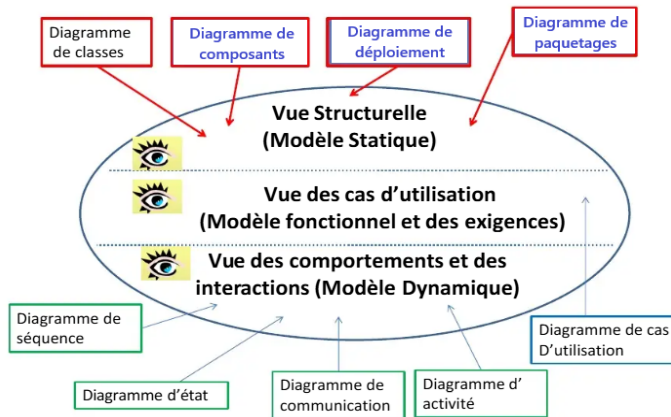 Diagramme
de classes
Diagramme de
composants
Diagramme de
déploiement
Diagramme de
paquetages
Vue Structurelle
(Modèle Statique)
Vue des cas d’utilisation
(Modèle fonctionnel et des exigences)
Vue des comportements et des
interactions (Modèle Dynamique)
Diagramme de
séquence
Diagramme d’état
Diagramme de
communication
Diagramme d’
activité
Diagramme de cas
D’utilisation